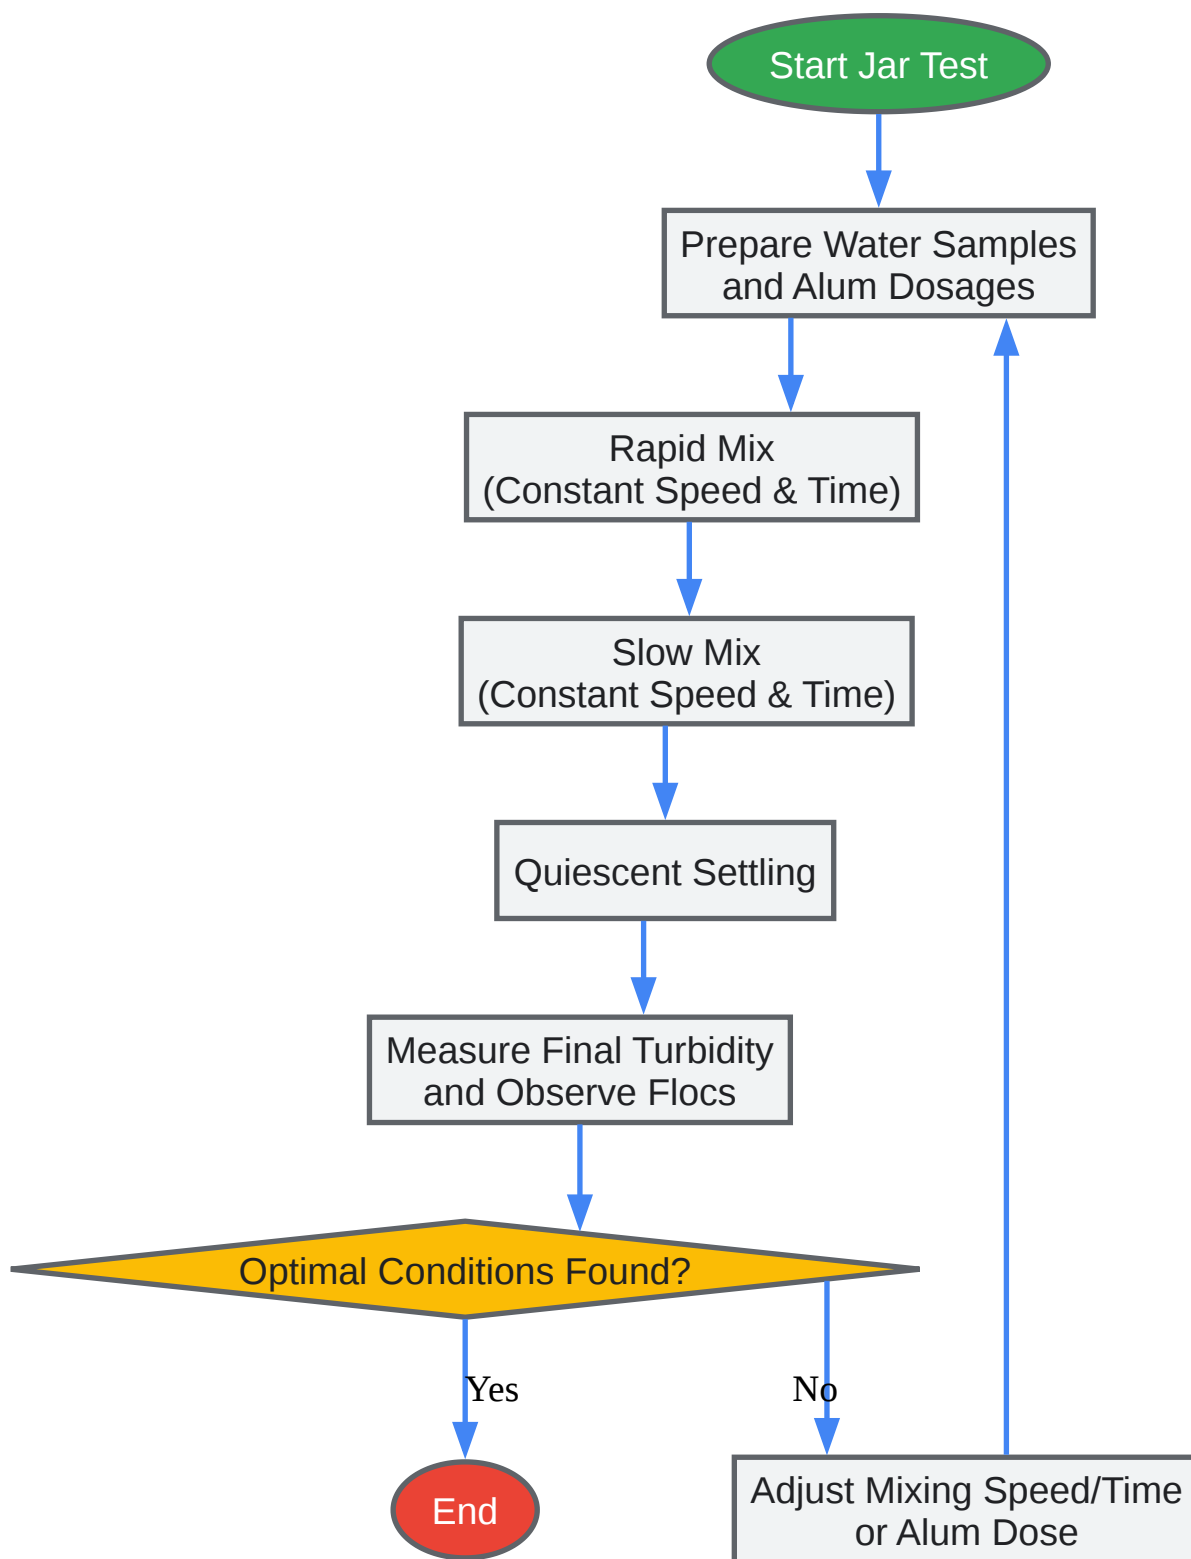 Start Jar Test
Prepare Water Samples
and Alum Dosages
Rapid Mix
(Constant Speed & Time)
Slow Mix
(Constant Speed & Time)
Quiescent Settling
Measure Final Turbidity
and Observe Flocs
Optimal Conditions Found?
Yes
No
End
Adjust Mixing Speed/Time
or Alum Dose